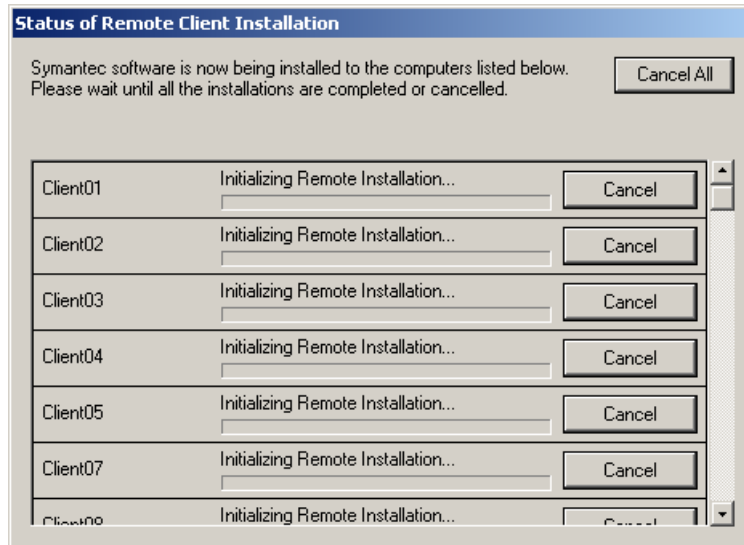 Status of Remote Client Installation
Symantec software is now being installed to the computers listed below.
Please wait until all the installations are completed or cancelled.
Cancel All
Client01 Initializing Remote Installation... Cancel
Client02 Initializing Remote Installation... Cancel
Client03 Initializing Remote Installation... Cancel
Client04 Initializing Remote Installation... Cancel
Client05 Initializing Remote Installation... Cancel
Client07 Initializing Remote Installation... Cancel
Client08 Initializing Remote Installation... Cancel